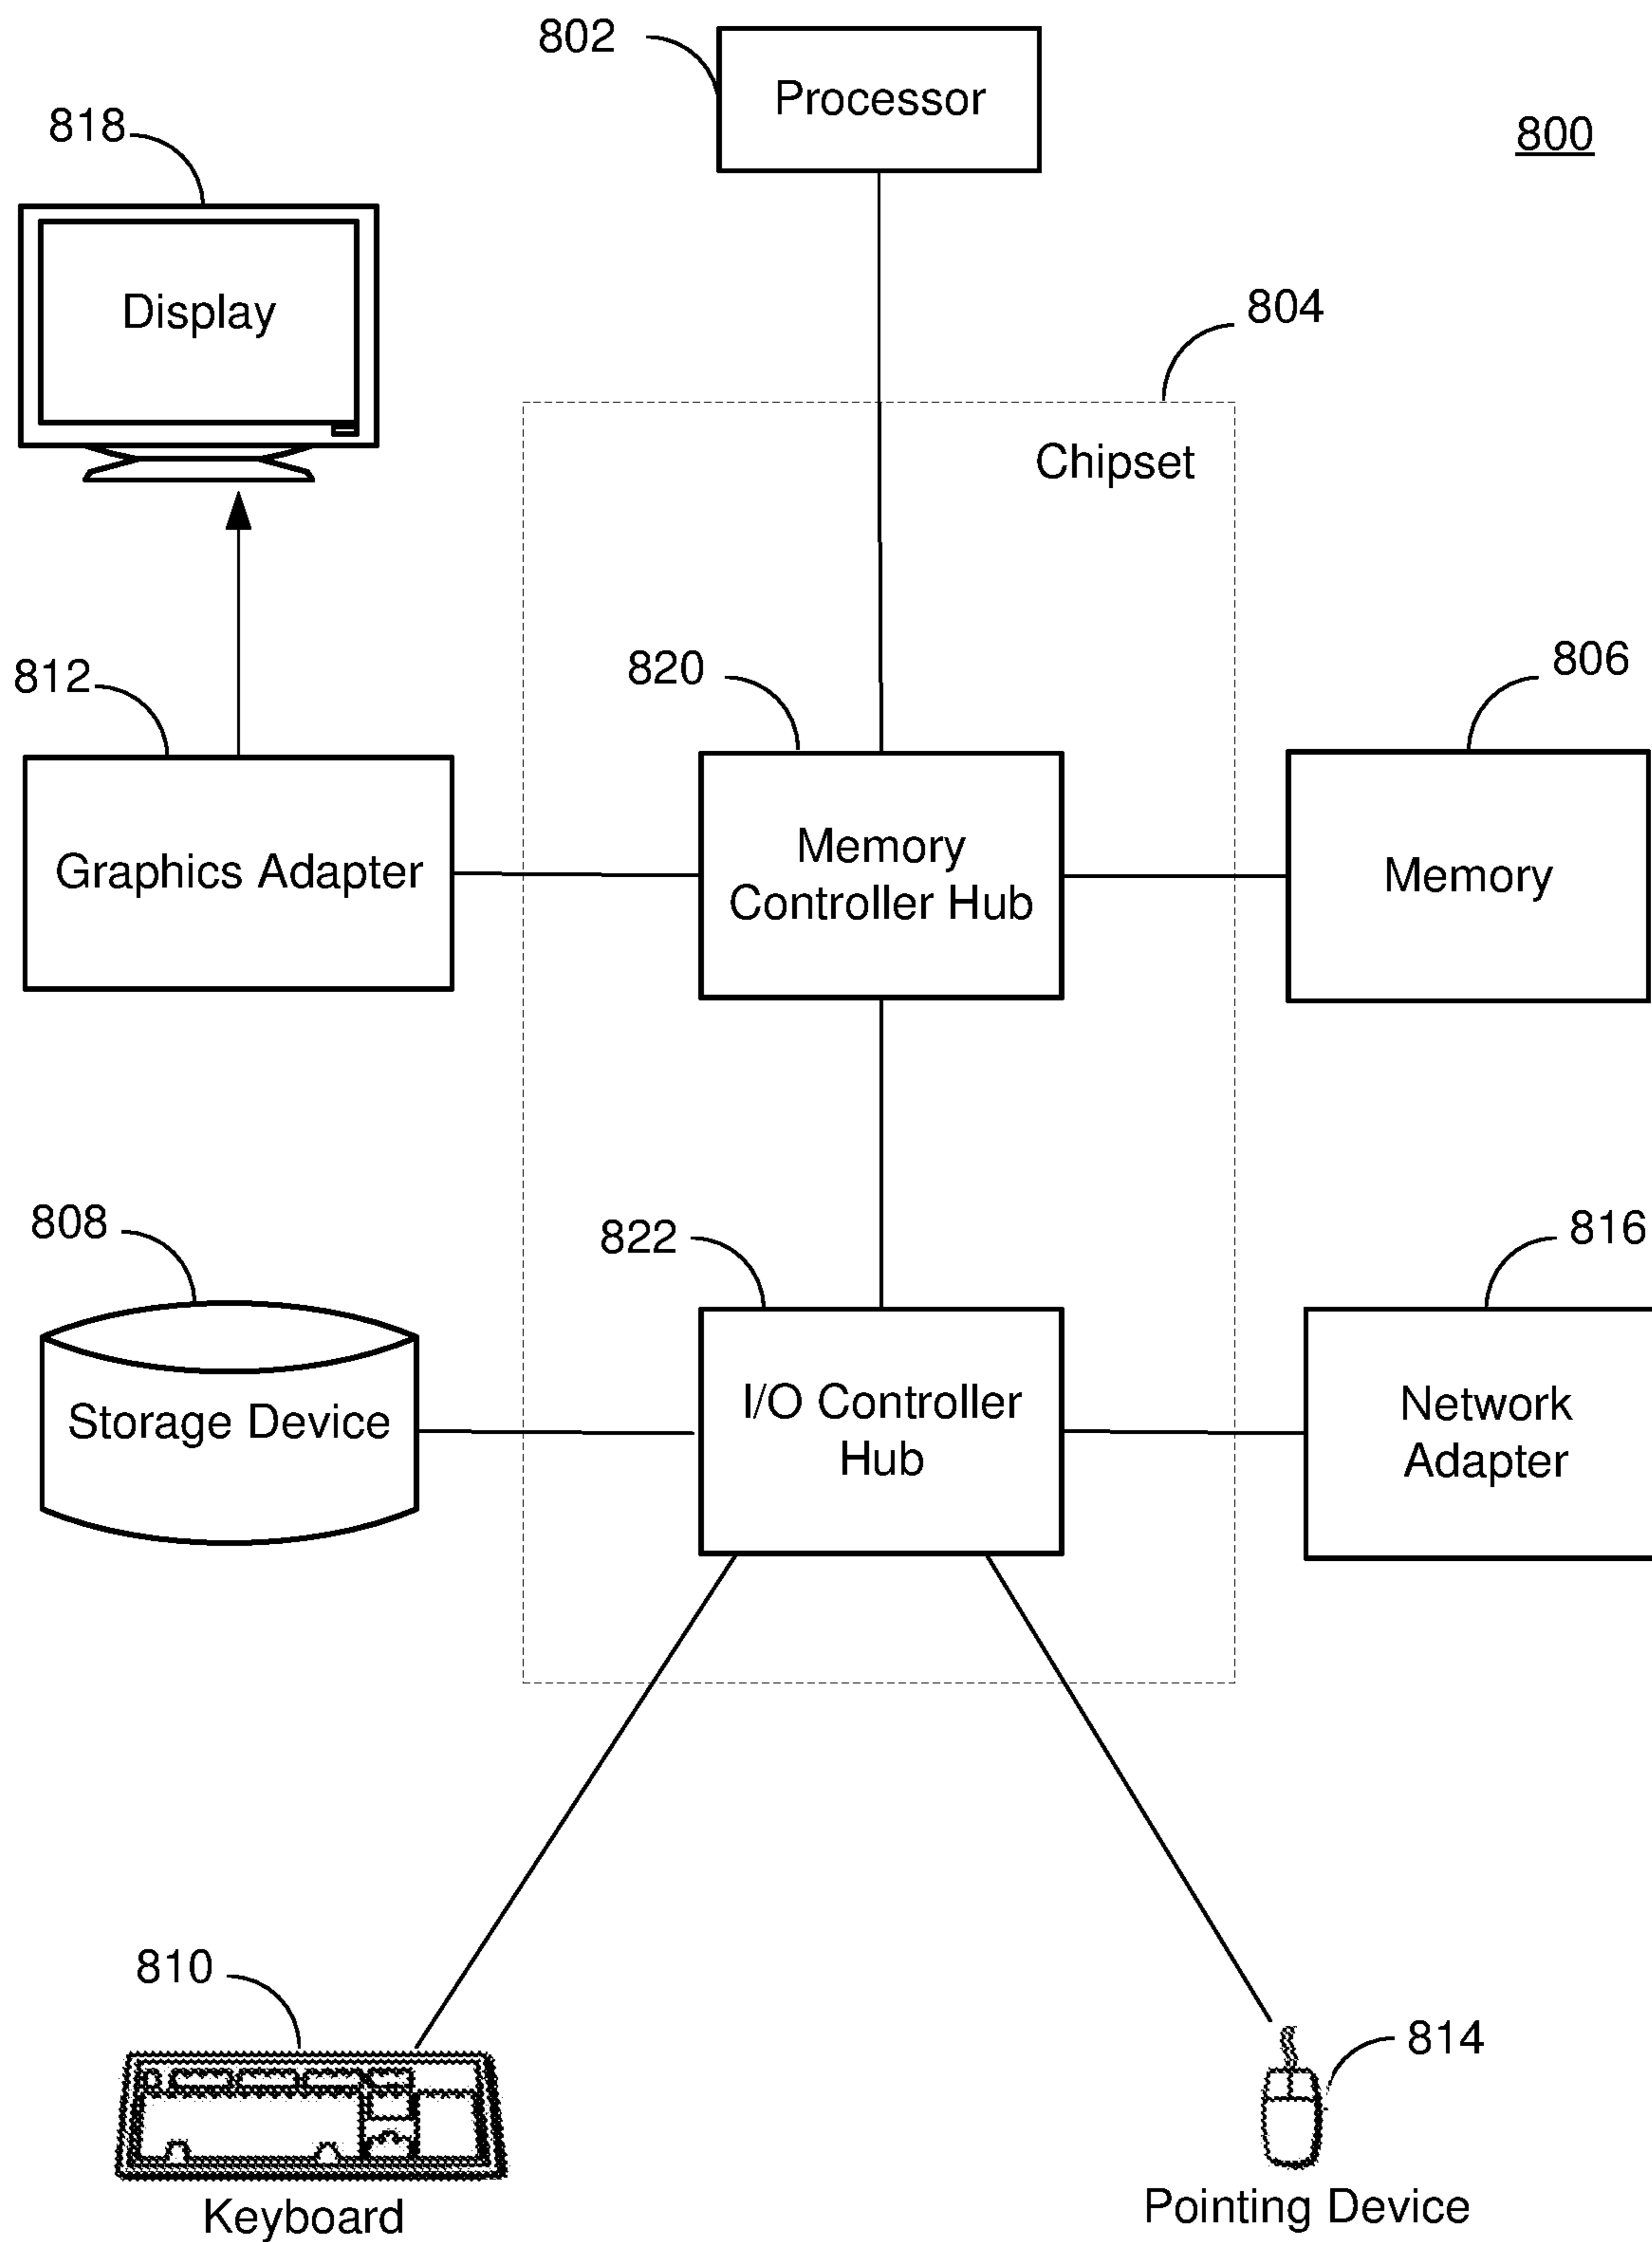 802
Processor
800
818
Display
804
Chipset
812
820
806
Graphics Adapter
Memory
Controller Hub
Memory
808
822
816
Storage Device
I/O Controller
Hub
Network
Adapter
810
814
Keyboard
Pointing Device